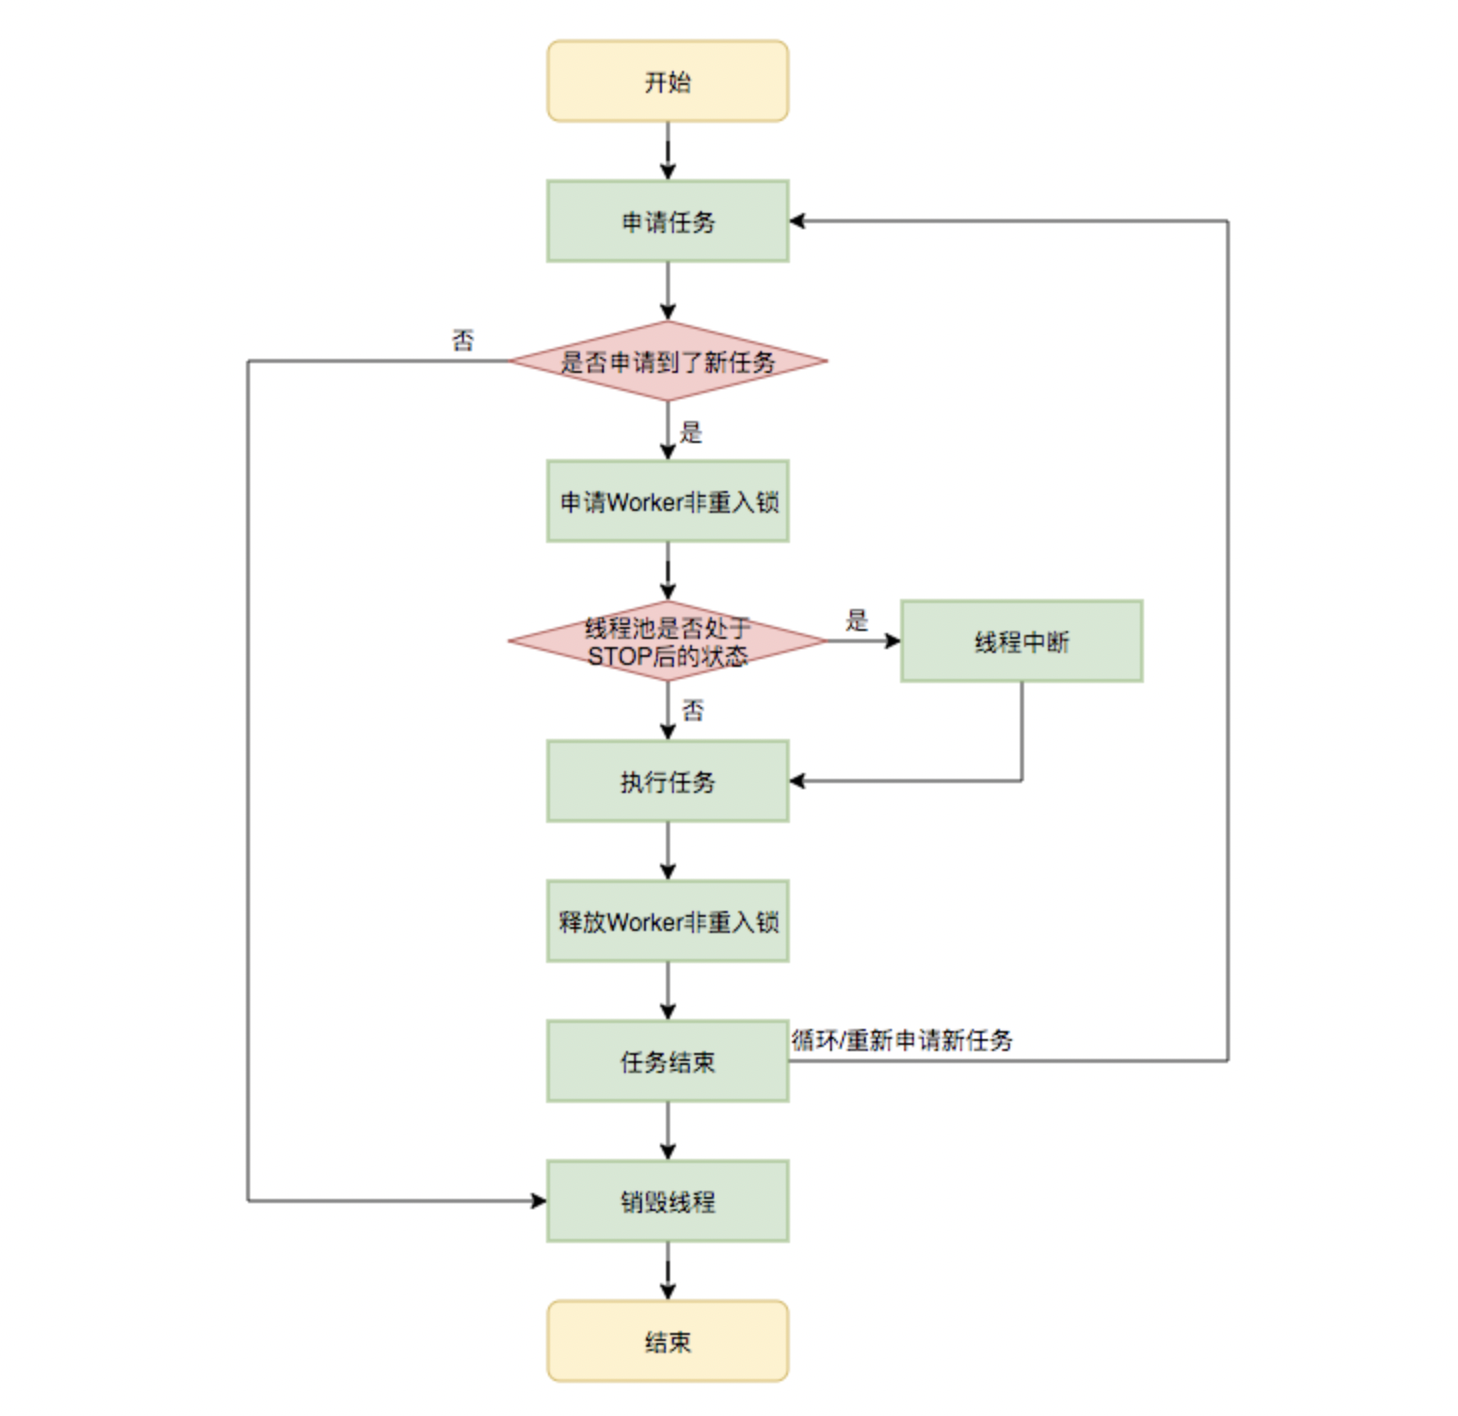 开始
申请任务
否
是否申请到了新任务
是
申请Worker非重入锁
线程池是否处于
STOP后的状态
是
线程中断
否
执行任务
释放Worker非重入锁
循环/重新申请新任务
任务结束
销毁线程
结束